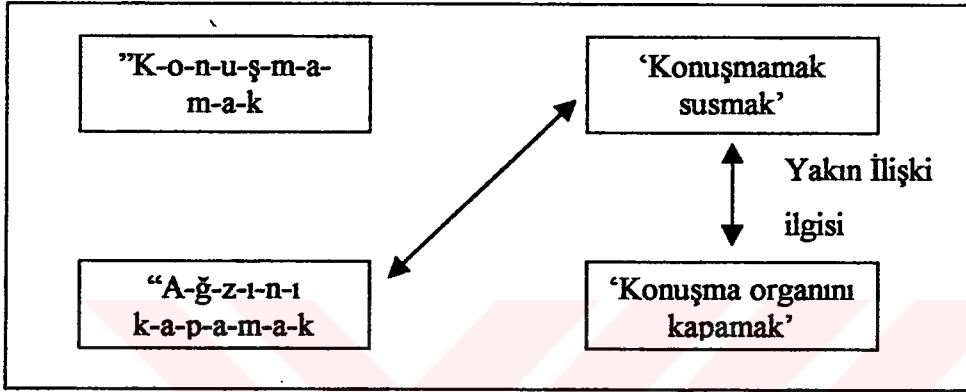 ”K-o-n-u-ş-m-a-
m-a-k
‘Konuşmamak
susmak’
Yakın İlişki
ilgisi
“A-ğ-z-ı-n-ı
k-a-p-a-m-a-k
‘Konuşma organını
kapamak’